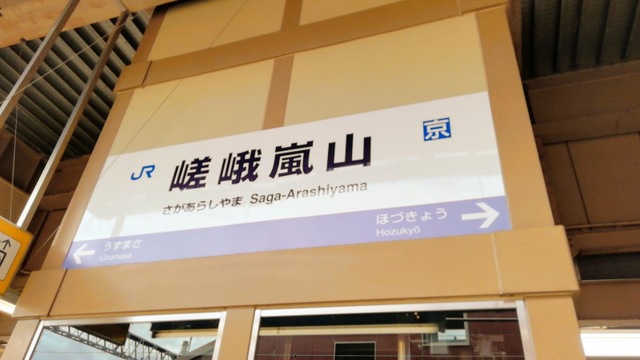 JR 嵯峨嵐山 京
さがあらしやま Saga-Arashiyama
← うずまさ
Uzumasa
ほづきょう →
Hozukyō